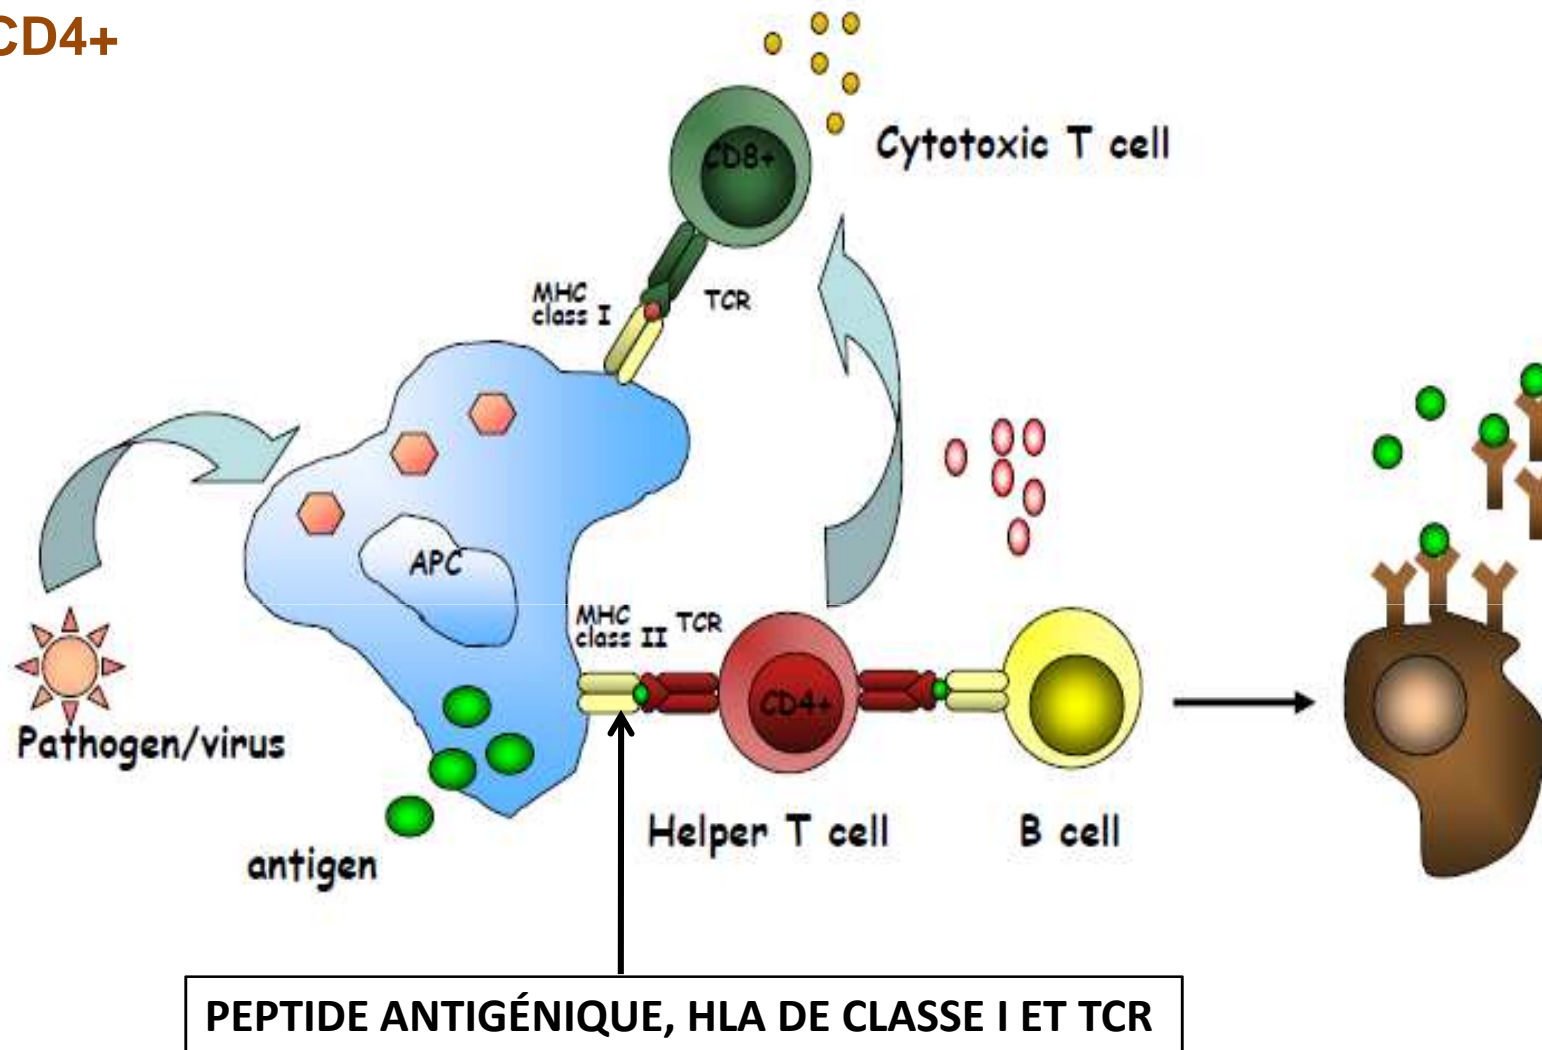 CD4+
CD8+
Cytotoxic T cell
MHC
class I
TCR
APC
MHC
class II
TCR
CD4+
Pathogen/virus
antigen
Helper T cell
B cell
PEPTIDE ANTIGÉNIQUE, HLA DE CLASSE I ET TCR